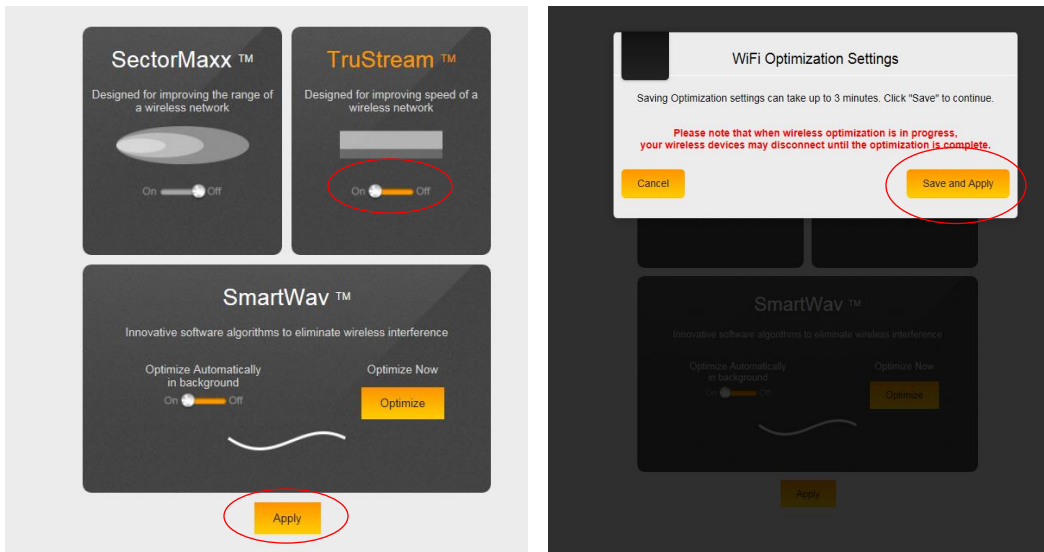 SectorMaxx ™
Designed for improving the range of
a wireless network
On Off
TruStream ™
Designed for improving speed of a
wireless network
On Off
SmartWav ™
Innovative software algorithms to eliminate wireless interference
Optimize Automatically
in background
On Off
Optimize Now
Optimize
Apply
WiFi Optimization Settings
Saving Optimization settings can take up to 3 minutes. Click "Save" to continue.
Please note that when wireless optimization is in progress,
your wireless devices may disconnect until the optimization is complete.
Cancel
Save and Apply
SmartWav ™
Innovative software algorithms to eliminate wireless interference
Optimize Automatically
in background
On Off
Optimize Now
Optimize
Apply